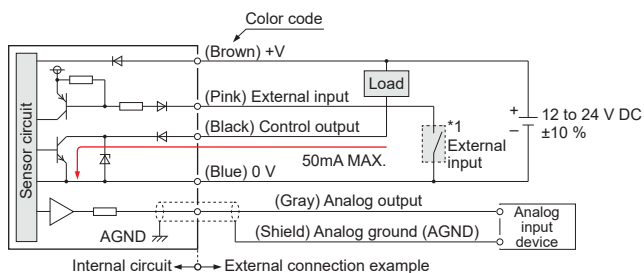 Color code
(Brown) +V
Load
(Pink) External input
(Black) Control output
*1
External
input
+
−
12 to 24 V DC
±10 %
50mA MAX.
(Blue) 0 V
Sensor circuit
(Gray) Analog output
AGND
(Shield) Analog ground (AGND)
Analog
input
device
Internal circuit
External connection example